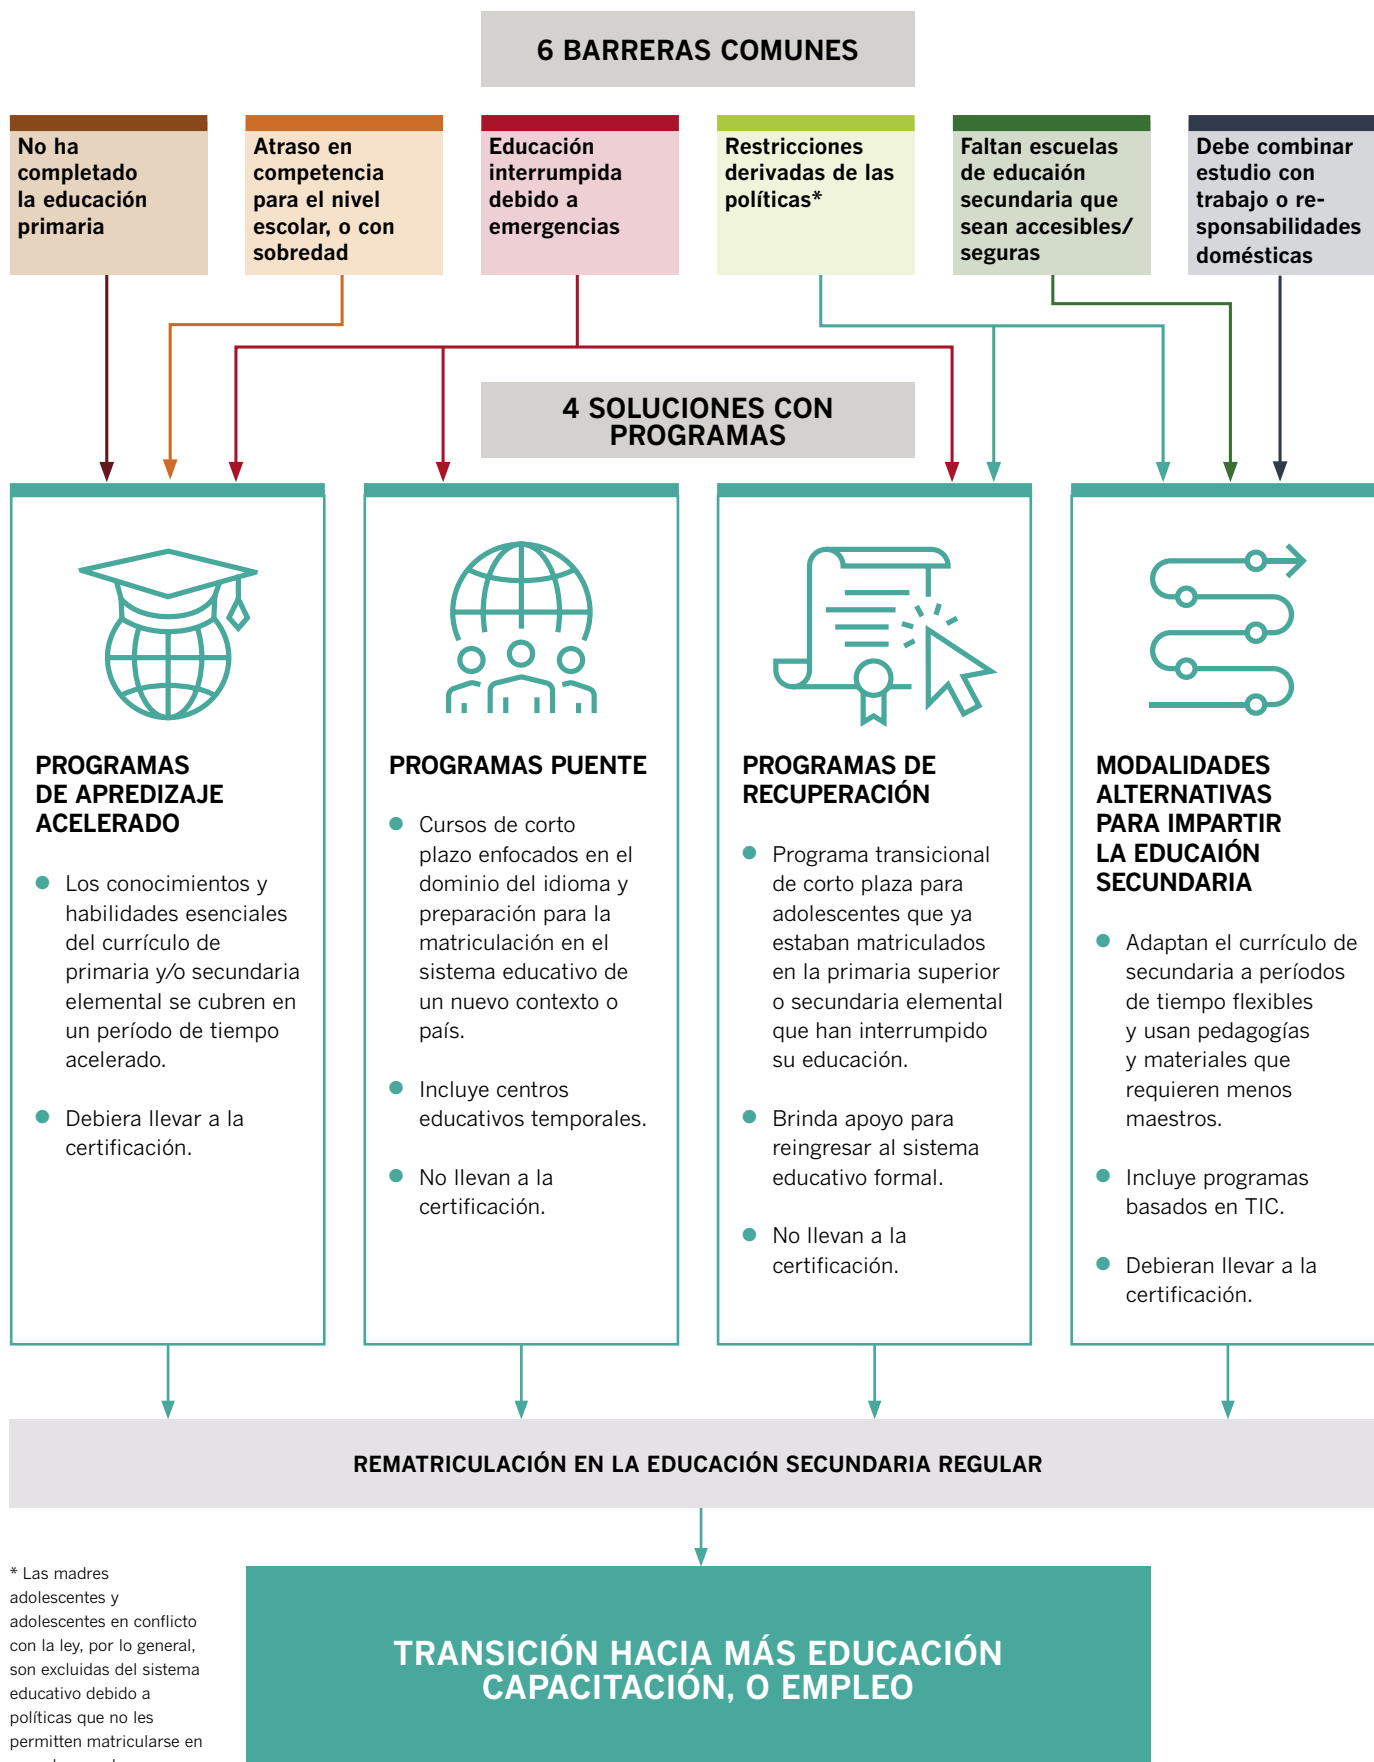 6 BARRERAS COMUNES
No ha
completado
la educación
primaria
Atraso en
competencia
para el nivel
escolar, o con
sobredad
Educación
interrumpida
debido a
emergencias
Restricciones
derivadas de las
políticas*
Faltan escuelas
de educaión
secundaria que
sean accesibles/
seguras
Debe combinar
estudio con
trabajo o re-
sponsabilidades
domésticas
4 SOLUCIONES CON
PROGRAMAS
PROGRAMAS
DE APREDIZAJE
ACELERADO
Los conocimientos y
habilidades esenciales
del currículo de
primaria y/o secundaria
elemental se cubren en
un período de tiempo
acelerado.
Debiera llevar a la
certificación.
PROGRAMAS PUENTE
Cursos de corto
plazo enfocados en el
dominio del idioma y
preparación para la
matriculación en el
sistema educativo de
un nuevo contexto o
país.
Incluye centros
educativos temporales.
No llevan a la
certificación.
PROGRAMAS DE
RECUPERACIÓN
Programa transicional
de corto plaza para
adolescentes que ya
estaban matriculados
en la primaria superior
o secundaria elemental
que han interrumpido
su educación.
Brinda apoyo para
reingresar al sistema
educativo formal.
No llevan a la
certificación.
MODALIDADES
ALTERNATIVAS
PARA IMPARTIR
LA EDUCAIÓN
SECUNDARIA
Adaptan el currículo de
secundaria a períodos
de tiempo flexibles
y usan pedagogías
y materiales que
requieren menos
maestros.
Incluye programas
basados en TIC.
Debieran llevar a la
certificación.
REMATRICULACIÓN EN LA EDUCACIÓN SECUNDARIA REGULAR
* Las madres
adolescentes y
adolescentes en conflicto
con la ley, por lo general,
son excluidas del sistema
educativo debido a
políticas que no les
permitten matricularse en
TRANSICIÓN HACIA MÁS EDUCACIÓN
CAPACITACIÓN, O EMPLEO